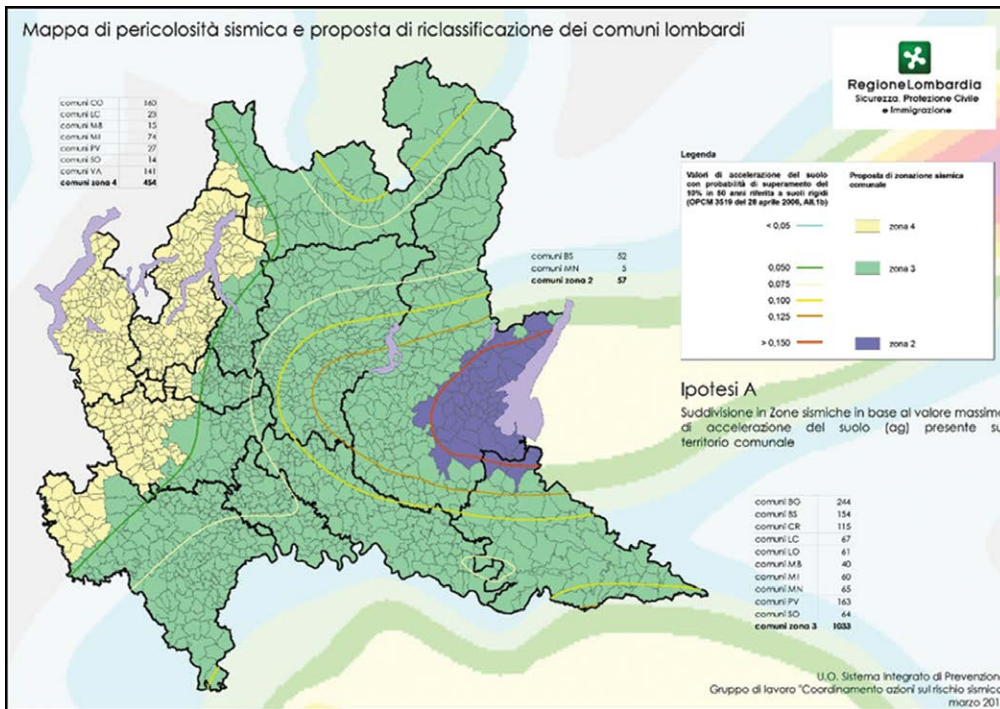 Mappa di pericolosità sismica e proposta di riclassificazione dei comuni lombardi
RegioneLombardia
Sicurezza, Protezione Civile
e Immigrazione
comuni CO 160
comuni LC 23
comuni MB 15
comuni MI 74
comuni PV 27
comuni SO 14
comuni VA 141
comuni zona 4 454
Legenda
Valori di accelerazione del suolo
con probabilità di superamento del
10% in 50 anni riferita a suoli rigidi
(OPCM 3519 del 28 aprile 2006, All.1b)
Proposta di zonazione sismica
comunale
< 0,05
zona 4
0,050
zona 3
0,075
0,100
0,125
> 0,150
zona 2
comuni BS 52
comuni MN 5
comuni zona 2 57
Ipotesi A
Suddivisione in Zone sismiche in base al valore massimo
di accelerazione del suolo (ag) presente su
territorio comunale
comuni BG 244
comuni BS 154
comuni CR 115
comuni LC 67
comuni LO 61
comuni MB 40
comuni MI 60
comuni MN 65
comuni PV 163
comuni SO 64
comuni zona 3 1033
U.O. Sistema Integrato di Prevenzion
Gruppo di lavoro "Coordinamento azioni sul rischio sismic
marzo 201